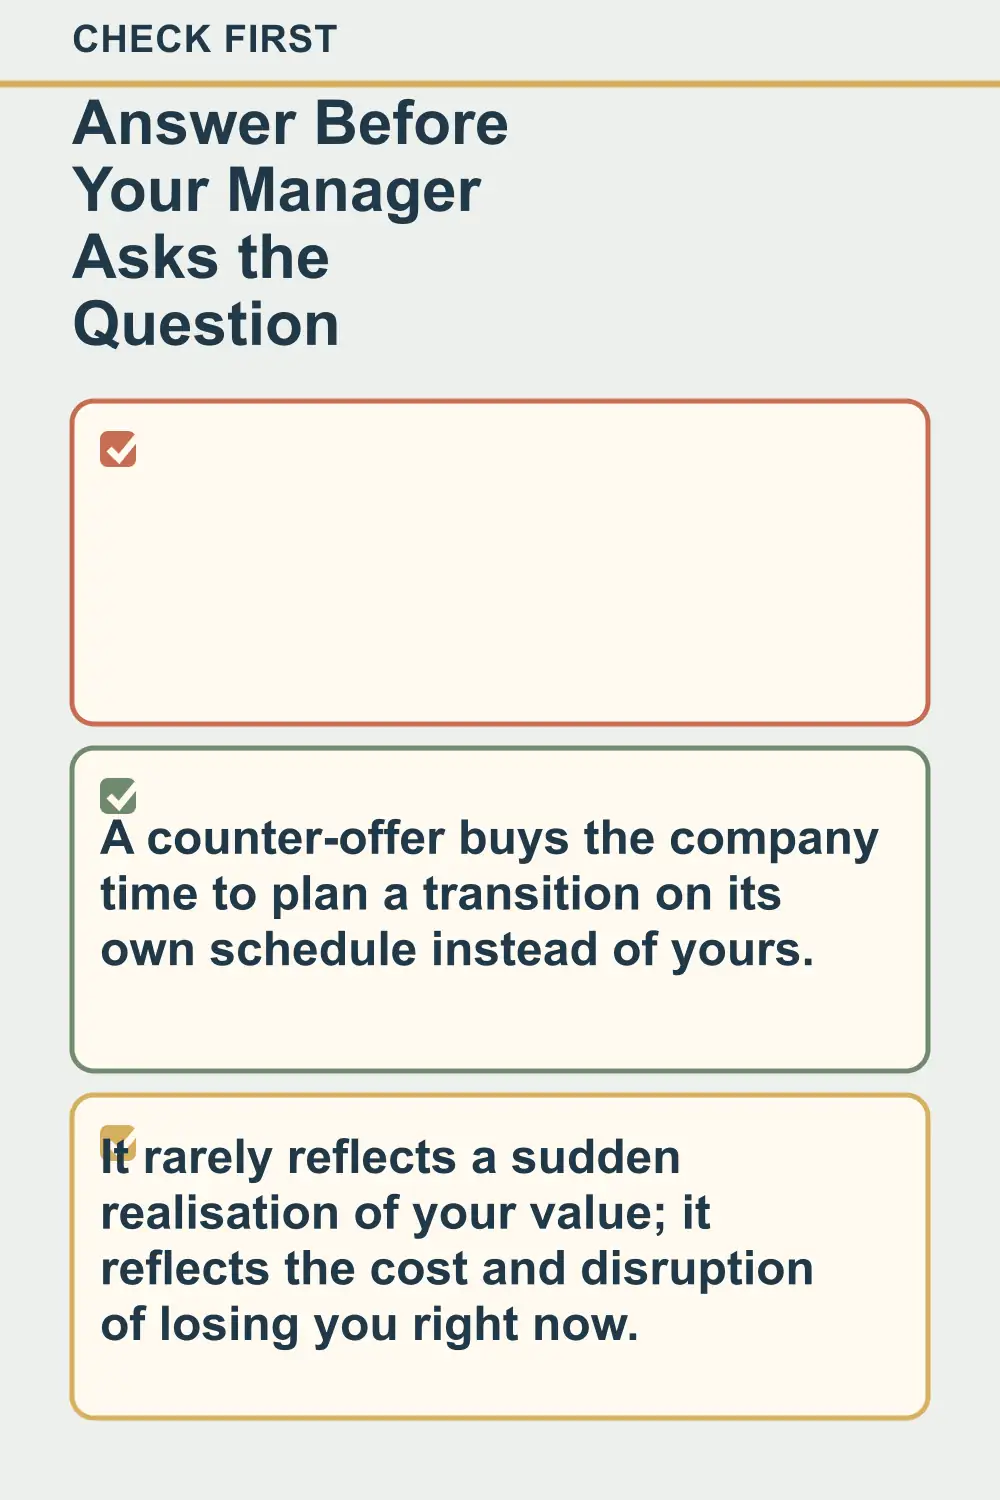 CHECK FIRST
Answer Before
Your Manager
Asks the
Question
A counter-offer buys the company
time to plan a transition on its
own schedule instead of yours.
It rarely reflects a sudden
realisation of your value; it
reflects the cost and disruption
of losing you right now.